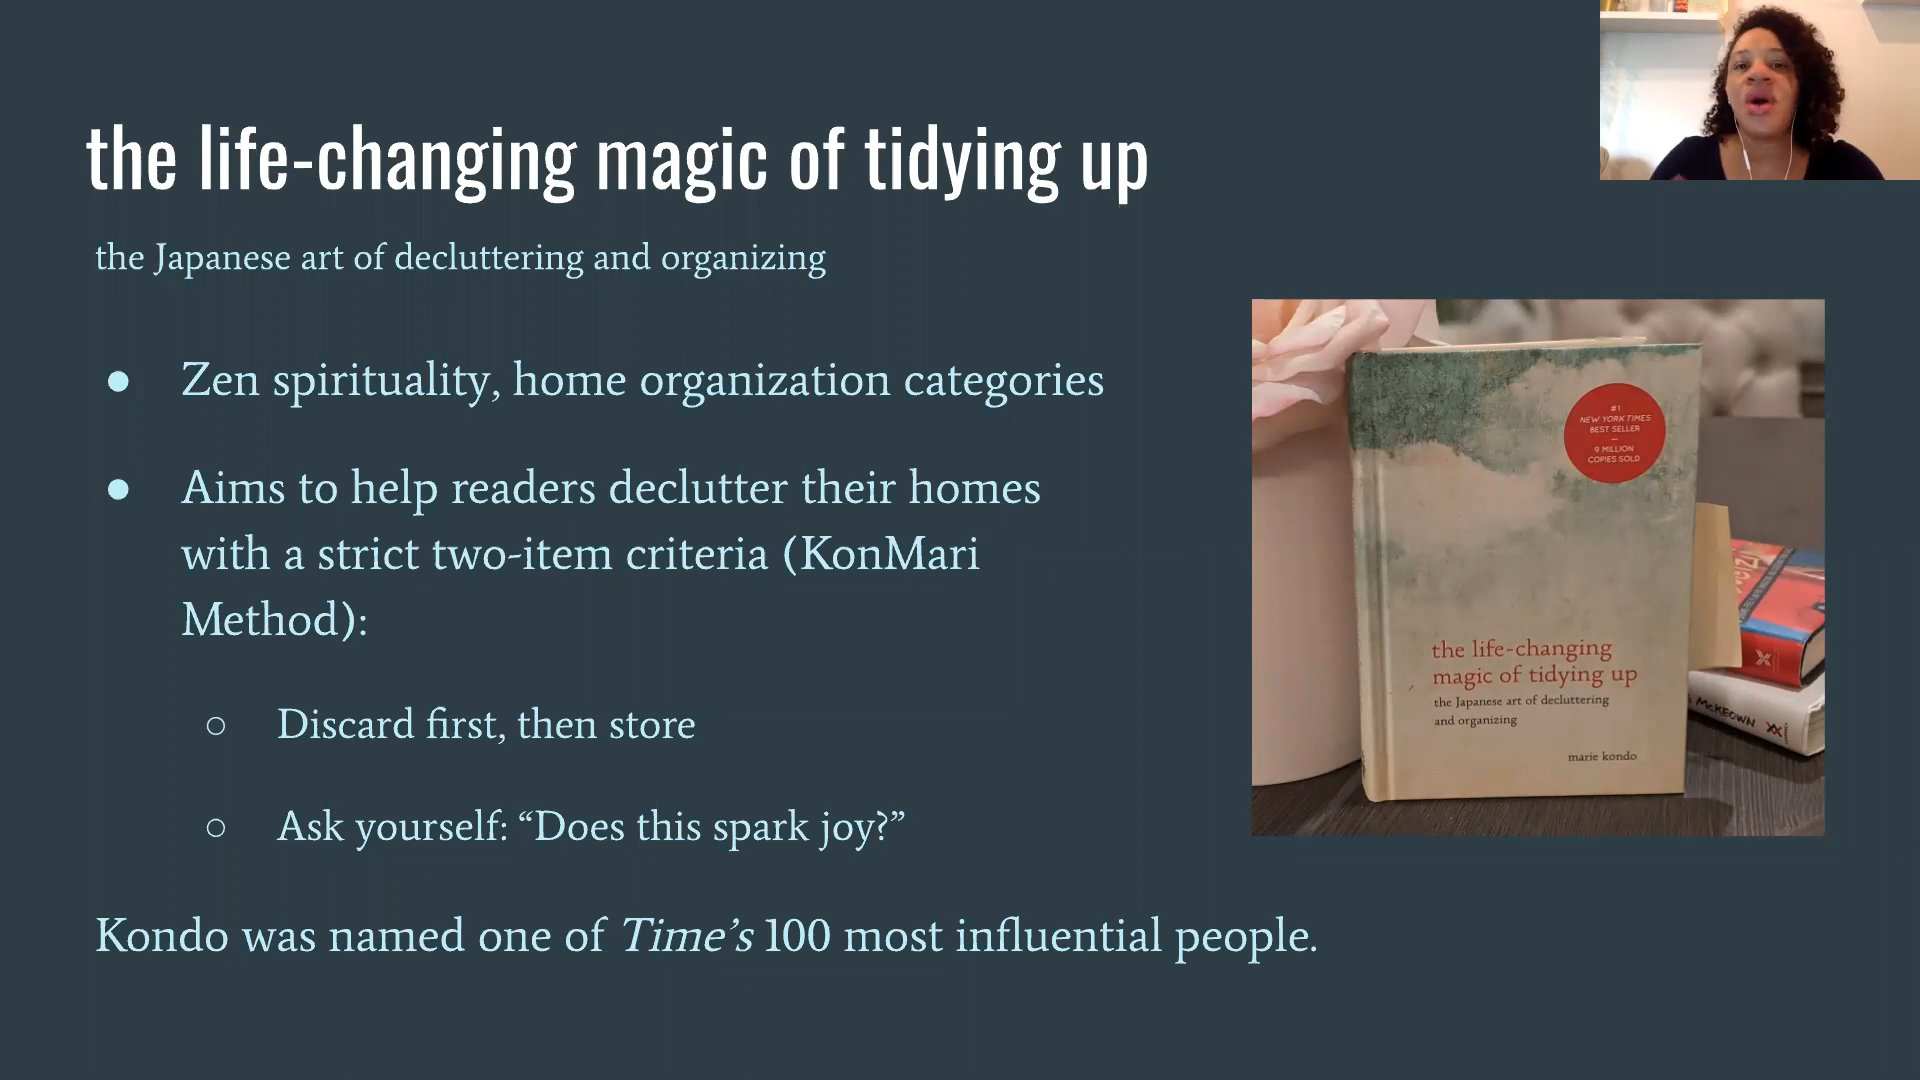 the life-changing magic of tidying up
the Japanese art of decluttering and organizing
● Zen spirituality, home organization categories
● Aims to help readers declutter their homes
with a strict two-item criteria (KonMari
Method):
○ Discard first, then store
○ Ask yourself: “Does this spark joy?”
Kondo was named one of Time’s 100 most influential people.
#1
NEW YORK TIMES
BEST SELLER
9 MILLION
COPIES SOLD
the life-changing
magic of tidying up
the Japanese art of decluttering
and organizing
marie kondo
MCKEOWN